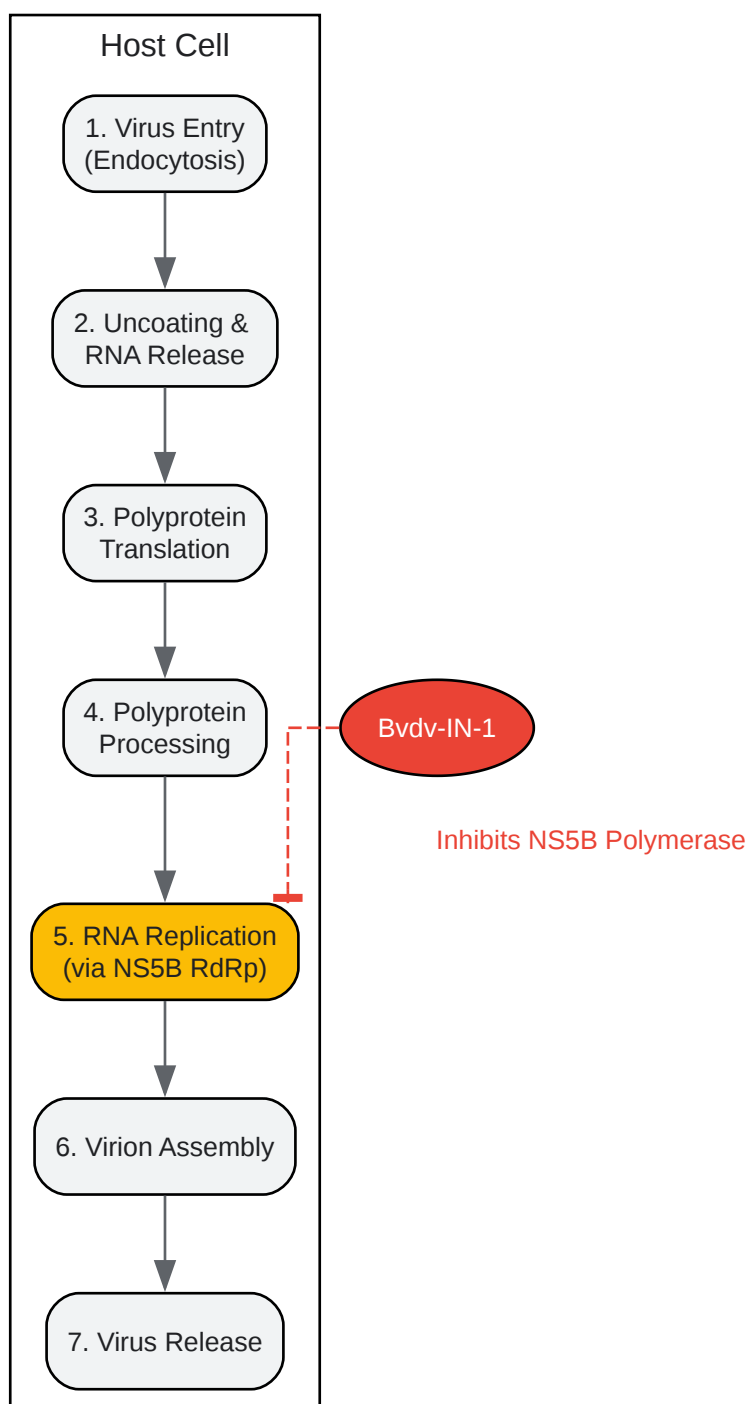 Host Cell
1. Virus Entry
(Endocytosis)
2. Uncoating &
RNA Release
3. Polyprotein
Translation
4. Polyprotein
Processing
Bvdv-IN-1
Inhibits NS5B Polymerase
5. RNA Replication
(via NS5B RdRp)
6. Virion Assembly
7. Virus Release